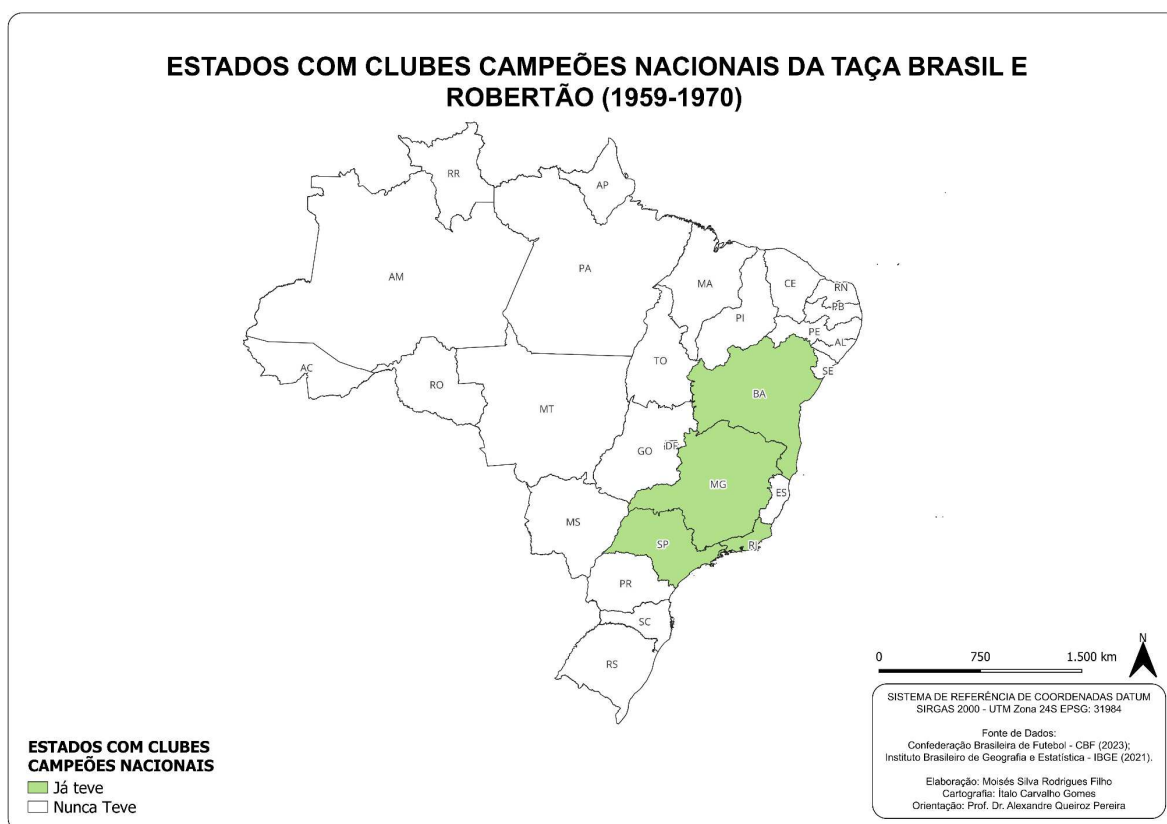 ESTADOS COM CLUBES CAMPEÕES NACIONAIS DA TAÇA BRASIL E
ROBERTÃO (1959-1970)
RR
AP
AM
PA
MA
CE
RN
PB
PI
PE
AL
TO
SE
AC
RO
BA
MT
GO
DF
MG
ES
MS
SP
RJ
PR
SC
RS
N
0 750 1.500 km
SISTEMA DE REFERÊNCIA DE COORDENADAS DATUM
SIRGAS 2000 - UTM Zona 24S EPSG: 31984
Fonte de Dados:
Confederação Brasileira de Futebol - CBF (2023);
Instituto Brasileiro de Geografia e Estatística - IBGE (2021).
Elaboração: Moisés Silva Rodrigues Filho
Cartografia: Ítalo Carvalho Gomes
Orientação: Prof. Dr. Alexandre Queiroz Pereira
ESTADOS COM CLUBES
CAMPEÕES NACIONAIS
Já teve
Nunca Teve